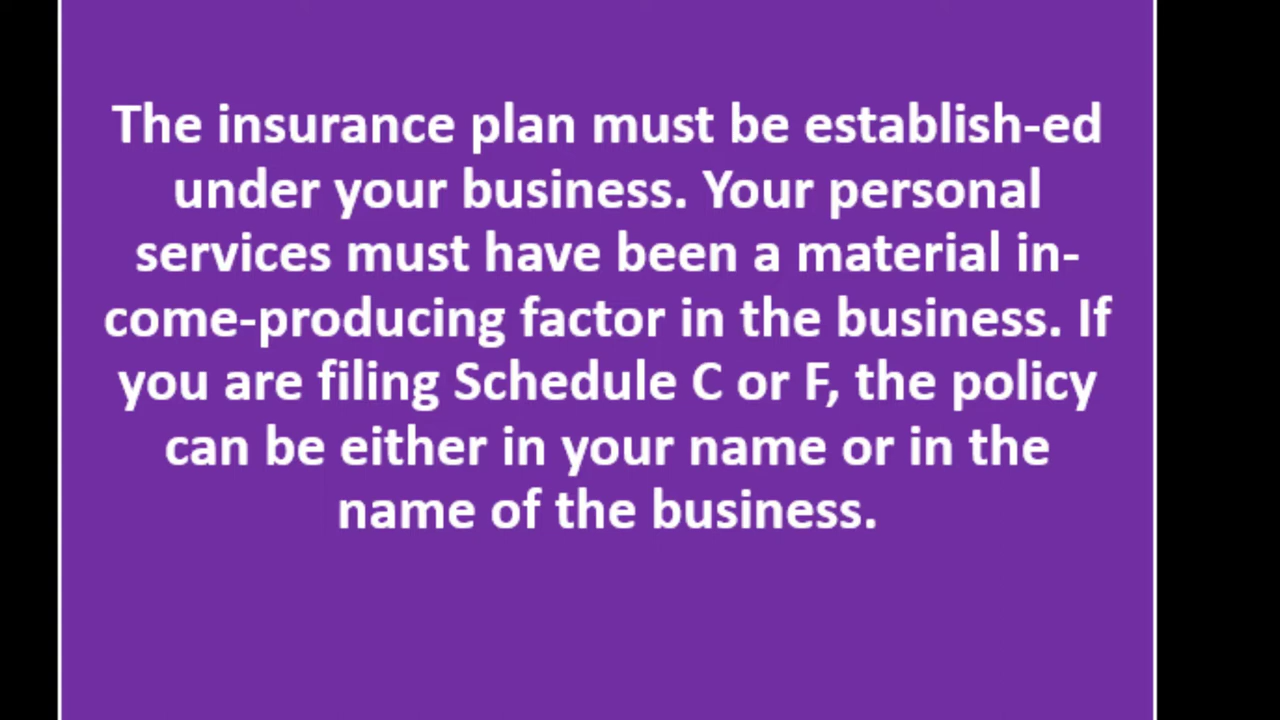 The insurance plan must be establish-ed
under your business. Your personal
services must have been a material in-
come-producing factor in the business. If
you are filing Schedule C or F, the policy
can be either in your name or in the
name of the business.